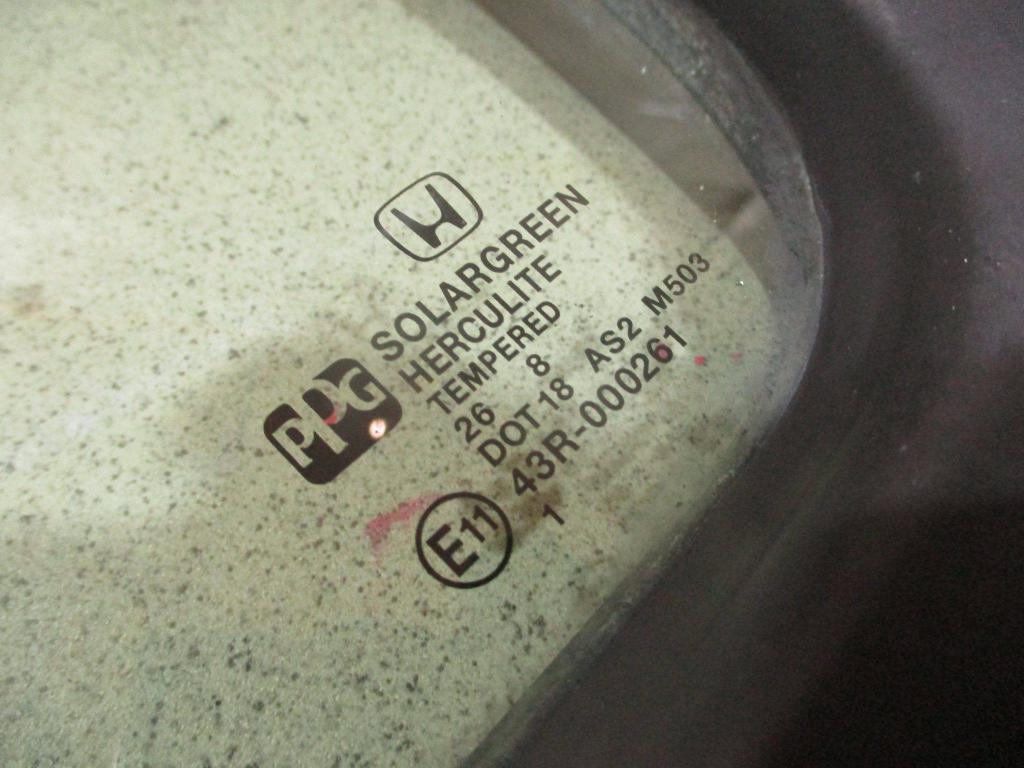 PPG
SOLARGREEN
HERCULITE
TEMPERED
26 8
DOT 18 AS2 M503
E11 43R-000261
1